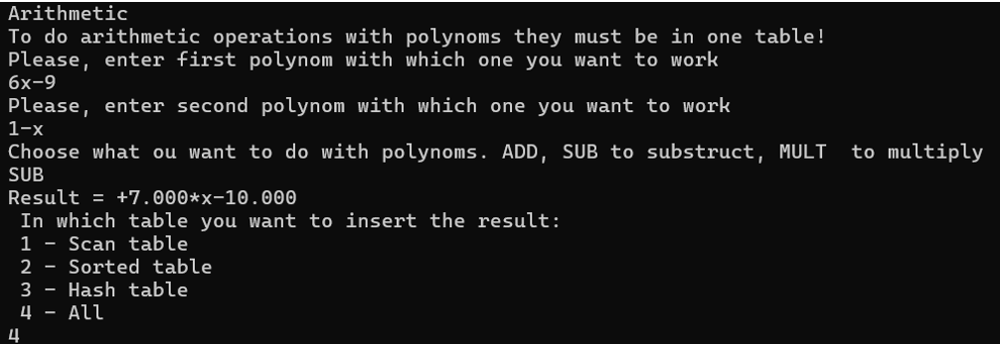 Arithmetic
To do arithmetic operations with polynoms they must be in one table!
Please, enter first polynom with which one you want to work
6x-9
Please, enter second polynom with which one you want to work
1-x
Choose what ou want to do with polynoms. ADD, SUB to substruct, MULT  to multiply
SUB
Result = +7.000*x-10.000
 In which table you want to insert the result:
 1 - Scan table
 2 - Sorted table
 3 - Hash table
 4 - All
4